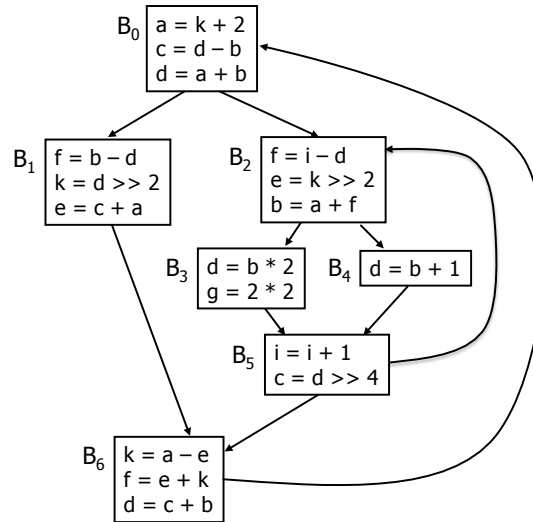 B0
a = k + 2
c = d – b
d = a + b
B1
f = b – d
k = d >> 2
e = c + a
B2
f = i – d
e = k >> 2
b = a + f
B3
d = b * 2
g = 2 * 2
B4
d = b + 1
B5
i = i + 1
c = d >> 4
B6
k = a – e
f = e + k
d = c + b